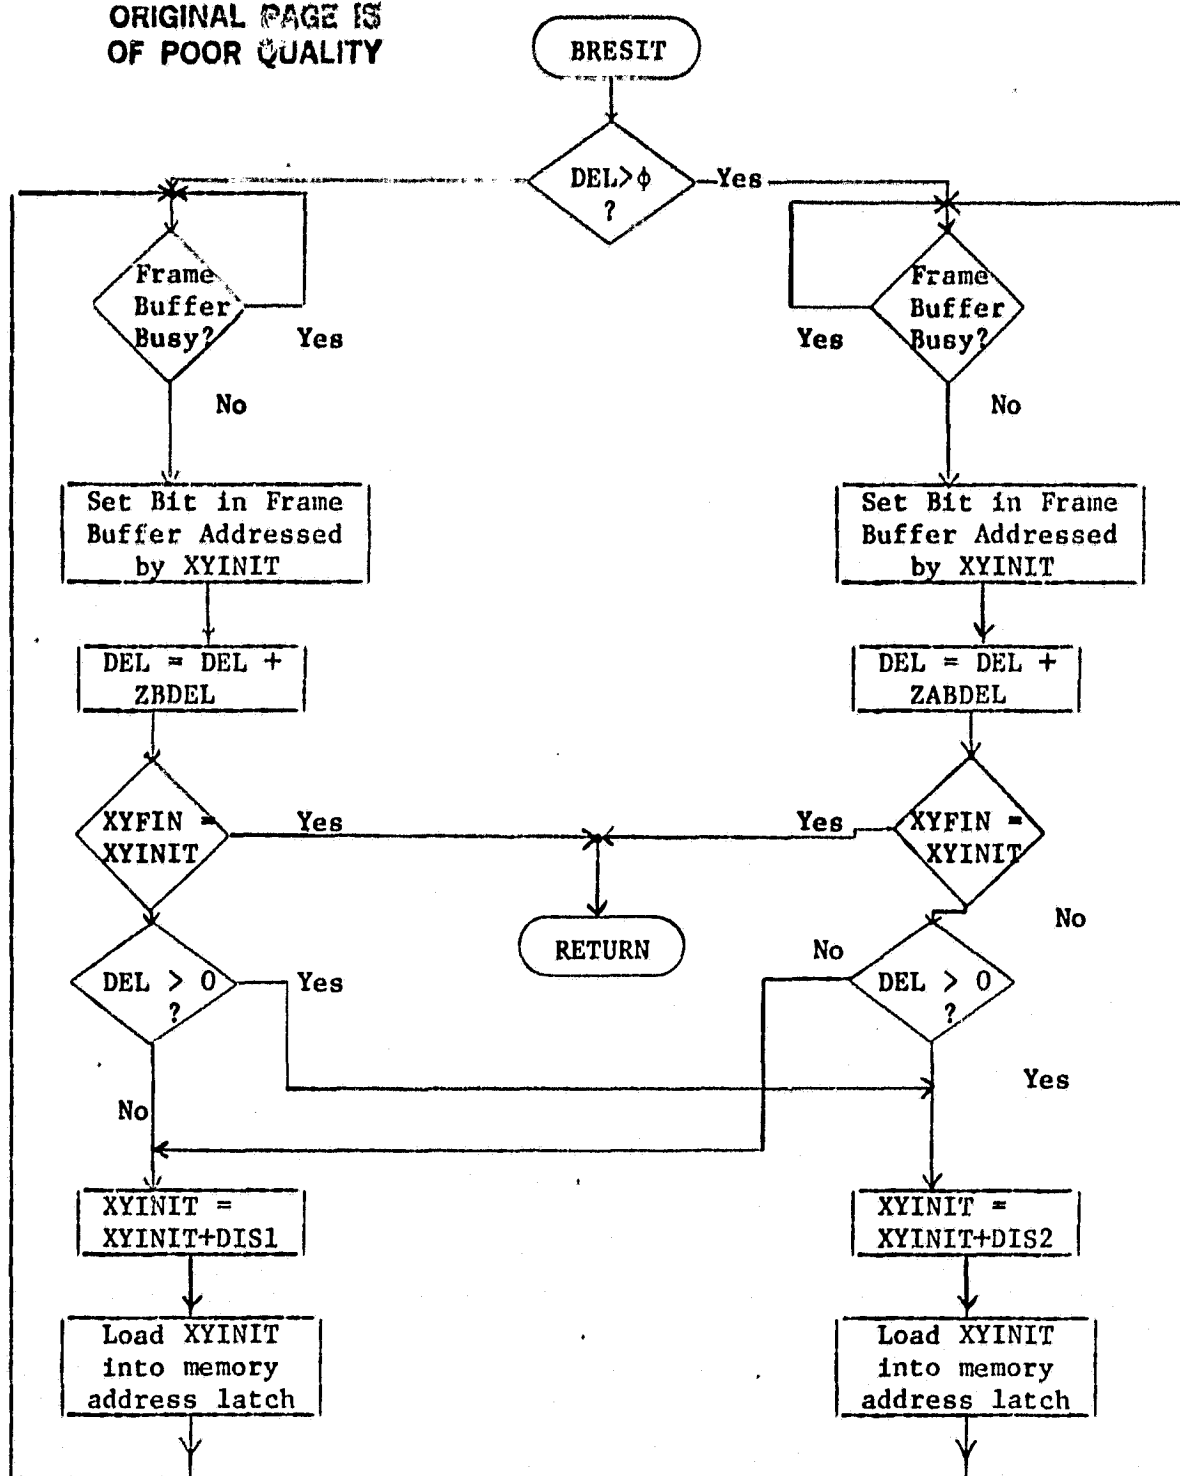 ORIGINAL PAGE IS
OF POOR QUALITY
BRESIT
DEL>ϕ
?
Yes
Frame
Buffer
Busy?
Yes
No
Frame
Buffer
Busy?
Yes
No
Set Bit in Frame
Buffer Addressed
by XYINIT
Set Bit in Frame
Buffer Addressed
by XYINIT
DEL = DEL +
ZBDEL
DEL = DEL +
ZABDEL
XYFIN =
XYINIT
Yes
Yes
XYFIN =
XYINIT
No
RETURN
DEL > 0
?
Yes
No
DEL > 0
?
Yes
No
XYINIT =
XYINIT+DIS1
XYINIT =
XYINIT+DIS2
Load XYINIT
into memory
address latch
Load XYINIT
into memory
address latch